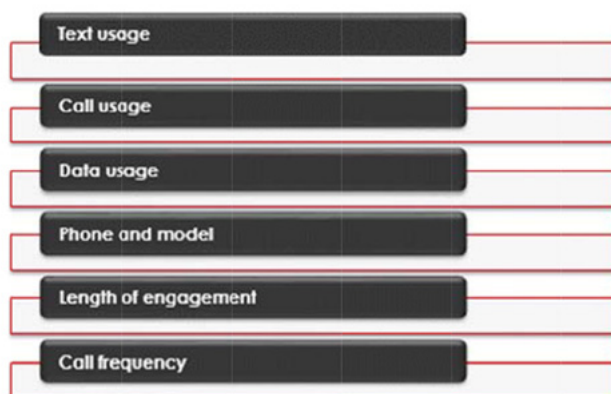 Text usage
Call usage
Data usage
Phone and model
Length of engagement
Call frequency